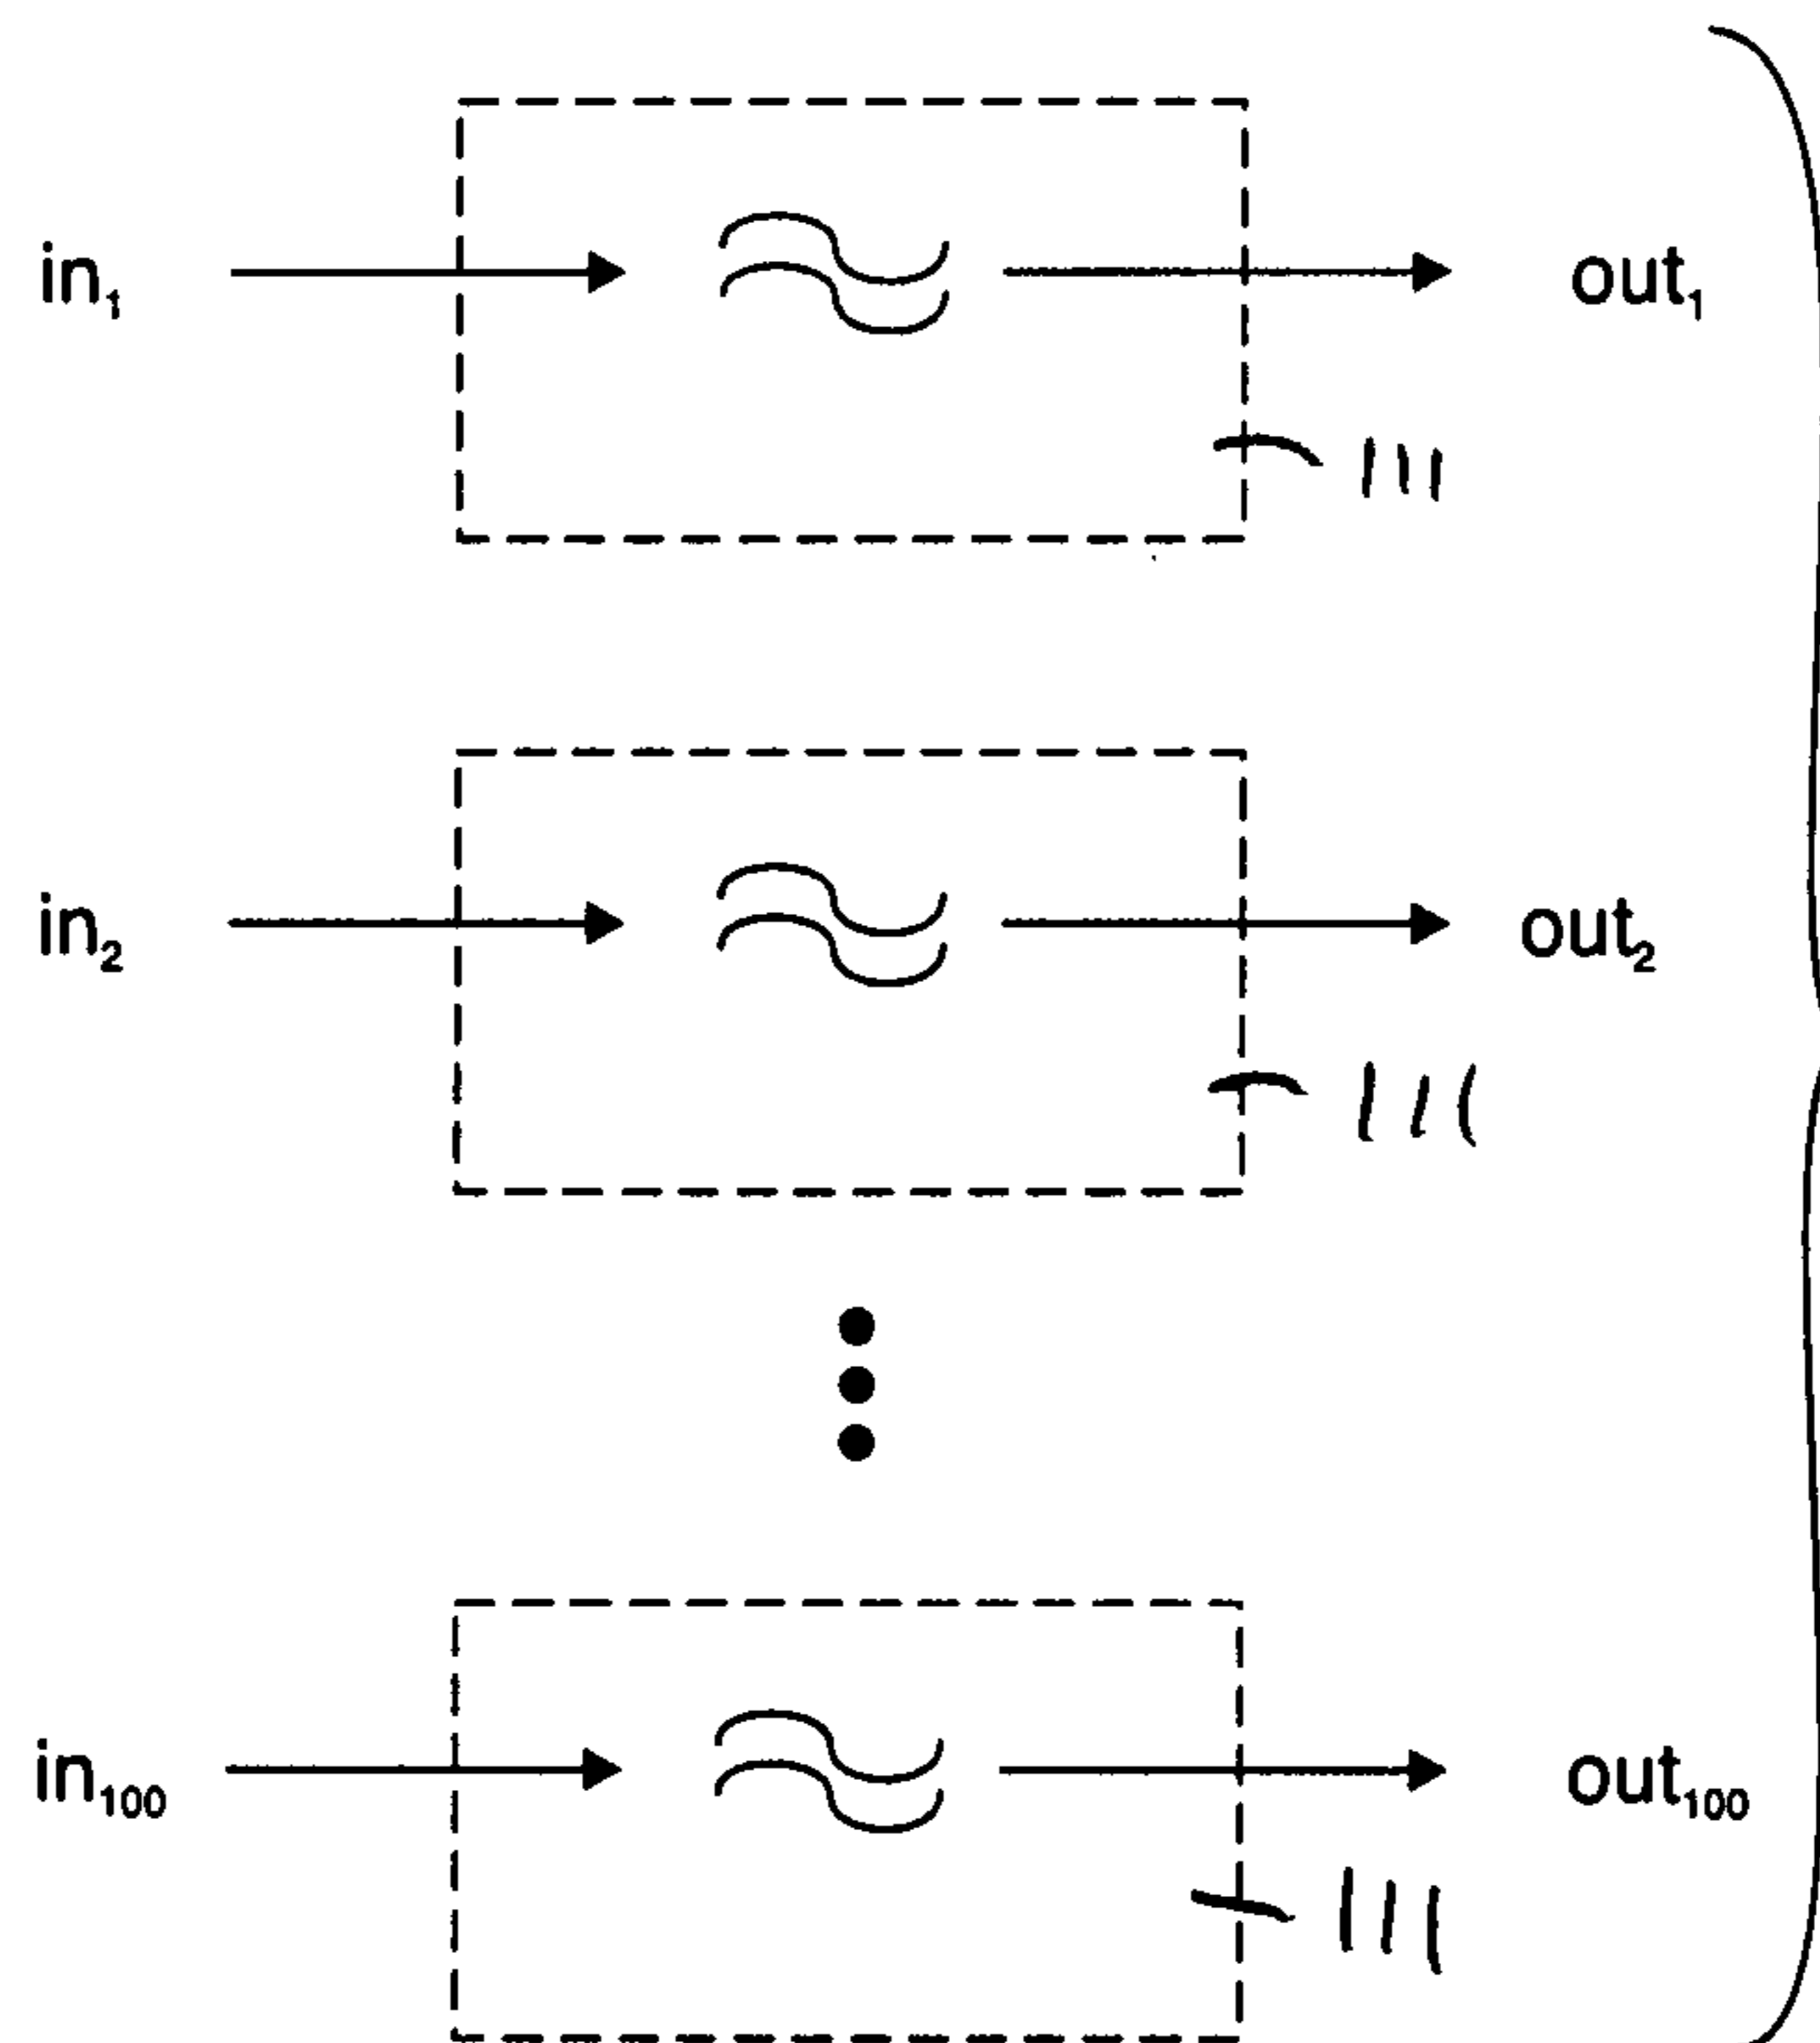 in₁ out₁
111
in₂ out₂
111
in₁₀₀ out₁₀₀
111